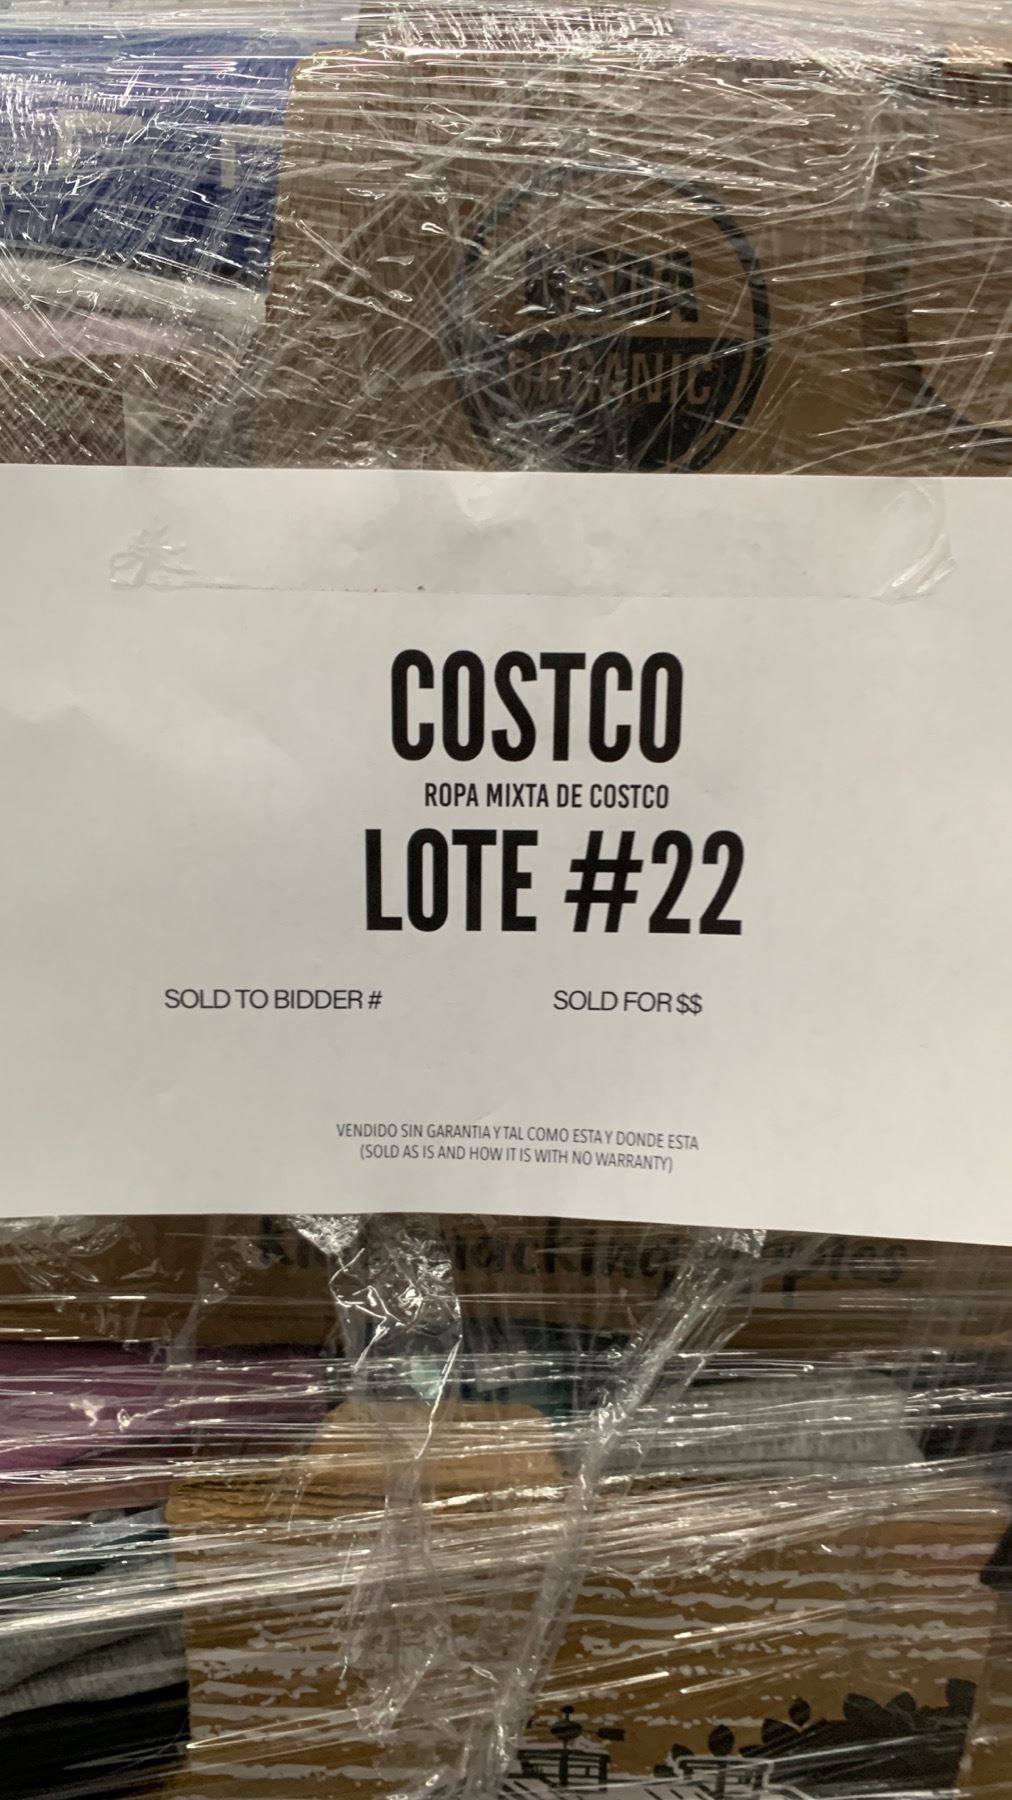 USDA
ORGANIC
COSTCO
ROPA MIXTA DE COSTCO
LOTE #22
SOLD TO BIDDER # SOLD FOR $$
VENDIDO SIN GARANTIA Y TAL COMO ESTA Y DONDE ESTA
(SOLD AS IS AND HOW IT IS WITH NO WARRANTY)